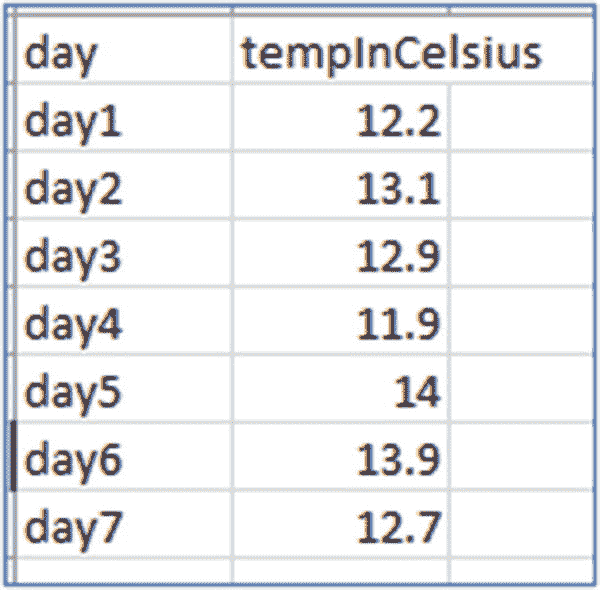 day tempInCelsius
day1 12.2
day2 13.1
day3 12.9
day4 11.9
day5 14
day6 13.9
day7 12.7